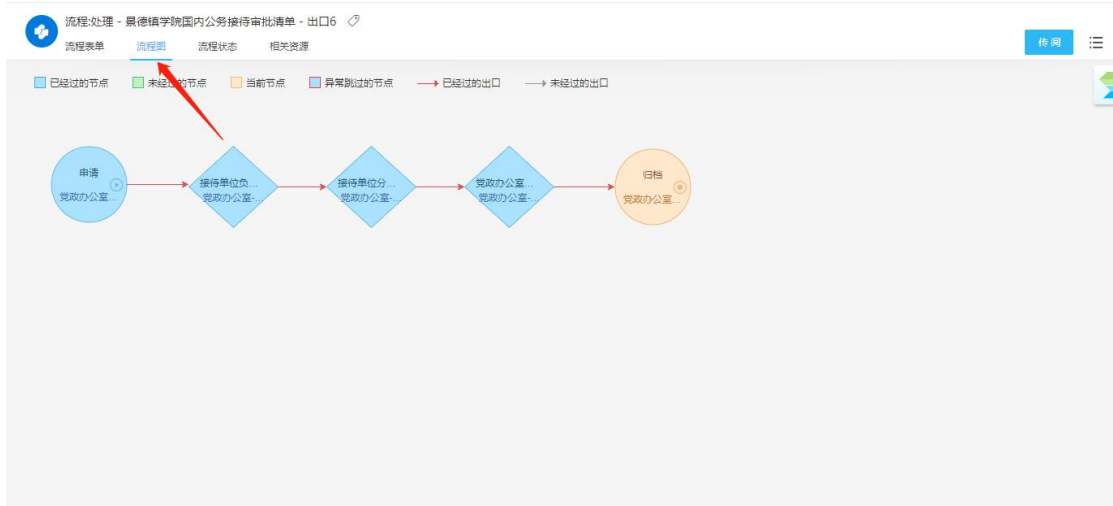 流程:处理 - 景德镇学院国内公务接待审批清单 - 出口6
流程表单 流程图 流程状态 相关资源
传阅
已经过的节点 未经过的节点 当前节点 异常跳过的节点 已经过的出口 未经过的出口
申请
党政办公室...
接待单位负...
党政办公室-...
接待单位分...
党政办公室-...
党政办公室...
党政办公室-...
归档
党政办公室...